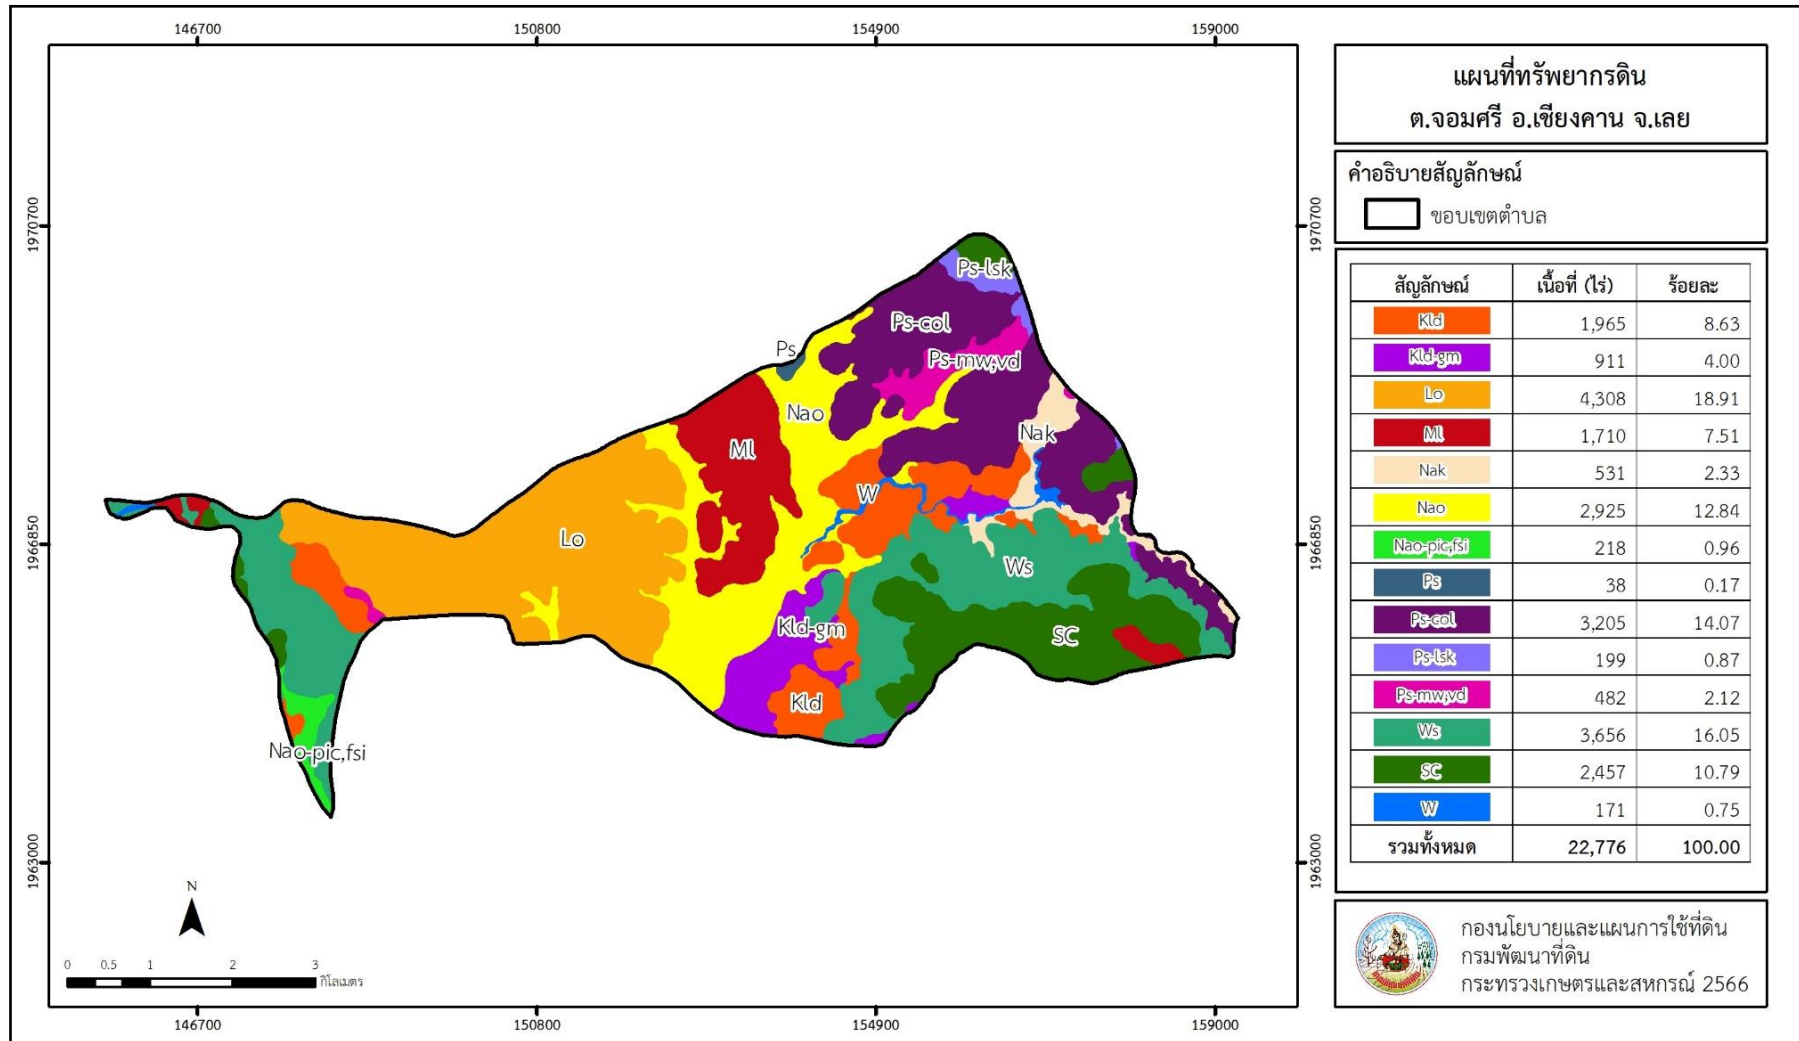 146700 150800 154900 159000
1970700
1966850
1963000
1970700
1966850
1963000
146700 150800 154900 159000
Ps-lsk
Ps-col
Ps
Ps-mw,vd
Nao
Nak
Ml
W
Lo
Ws
Kld-gm
SC
Kld
Nao-pic,fsi
N
0 0.5 1 2 3
กิโลเมตร
แผนที่ทรัพยากรดิน
ต.จอมศรี อ.เชียงคาน จ.เลย
คำอธิบายสัญลักษณ์
ขอบเขตตำบล
สัญลักษณ์ เนื้อที่ (ไร่) ร้อยละ
Kld 1,965 8.63
Kld-gm 911 4.00
Lo 4,308 18.91
Ml 1,710 7.51
Nak 531 2.33
Nao 2,925 12.84
Nao-pic,fsi 218 0.96
Ps 38 0.17
Ps-col 3,205 14.07
Ps-lsk 199 0.87
Ps-mw,vd 482 2.12
Ws 3,656 16.05
SC 2,457 10.79
W 171 0.75
รวมทั้งหมด 22,776 100.00
กองนโยบายและแผนการใช้ที่ดิน
กรมพัฒนาที่ดิน
กระทรวงเกษตรและสหกรณ์ 2566